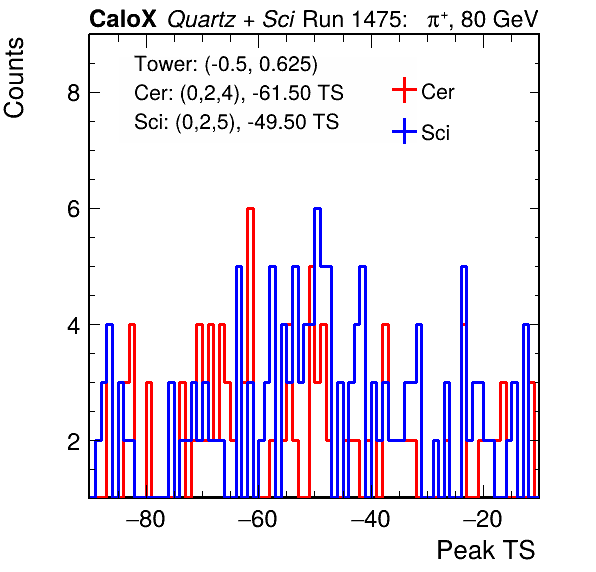 CaloX Quartz + Sci Run 1475: π⁺, 80 GeV
Counts
Tower: (-0.5, 0.625)
Cer: (0,2,4), -61.50 TS
Sci: (0,2,5), -49.50 TS
Cer
Sci
8
6
4
2
−80 −60 −40 −20
Peak TS